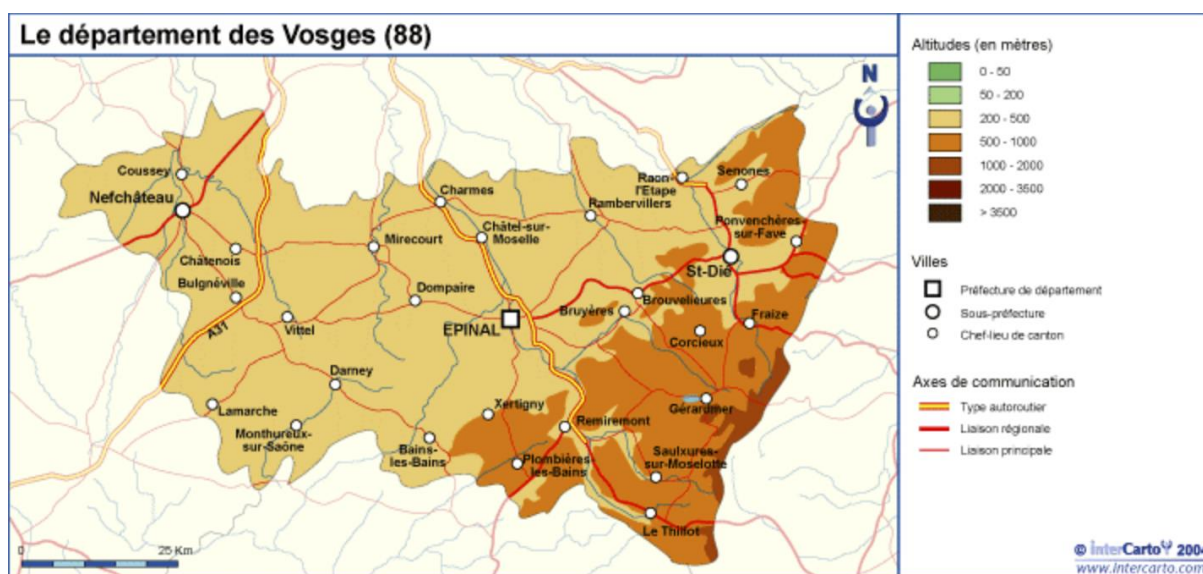 Le département des Vosges (88)
N
Coussey
Nefchâteau
Châtenois
Bulgnéville
A31
Vittel
Mirecourt
Dompaire
Charmes
Châtel-sur-
Moselle
EPINAL
Rambervillers
Raon-
l'Etape
Senones
Provenchères-
sur-Fave
St-Dié
Brouvelieures
Bruyères
Corcieux
Fraize
Gérardmer
Darney
Lamarche
Monthureux-
sur-Saône
Bains-
les-Bains
Xertigny
Remiremont
Plombières-
les-Bains
Saulxures-
sur-Moselotte
Le Thillot
0
25 Km
Altitudes (en mètres)
0 - 50
50 - 200
200 - 500
500 - 1000
1000 - 2000
2000 - 3500
> 3500
Villes
Préfecture de département
Sous-préfecture
Chef-lieu de canton
Axes de communication
Type autoroutier
Liaison régionale
Liaison principale
© interCarto 2004
www.intercarto.com